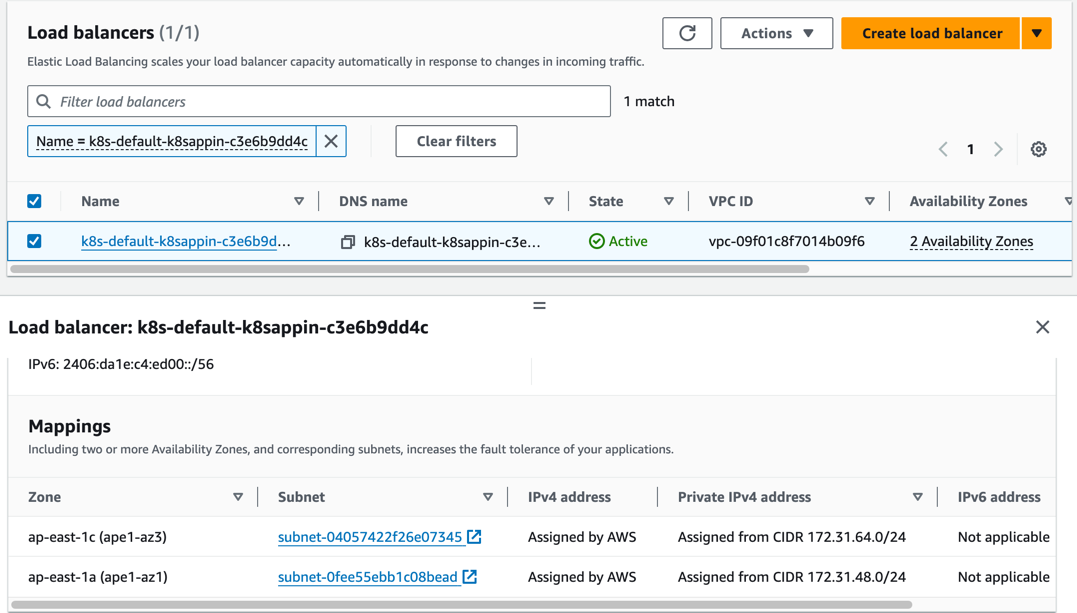 Load balancers (1/1)
Actions
Create load balancer
Elastic Load Balancing scales your load balancer capacity automatically in response to changes in incoming traffic.
Filter load balancers
1 match
Name = k8s-default-k8sappin-c3e6b9dd4c
Clear filters
1
Name DNS name State VPC ID Availability Zones
k8s-default-k8sappin-c3e6b9d... k8s-default-k8sappin-c3e... Active vpc-09f01c8f7014b09f6 2 Availability Zones
Load balancer: k8s-default-k8sappin-c3e6b9dd4c
IPv6: 2406:da1e:c4:ed00::/56
Mappings
Including two or more Availability Zones, and corresponding subnets, increases the fault tolerance of your applications.
Zone Subnet IPv4 address Private IPv4 address IPv6 address
ap-east-1c (ape1-az3) subnet-04057422f26e07345 Assigned by AWS Assigned from CIDR 172.31.64.0/24 Not applicable
ap-east-1a (ape1-az1) subnet-0fee55ebb1c08bead Assigned by AWS Assigned from CIDR 172.31.48.0/24 Not applicable